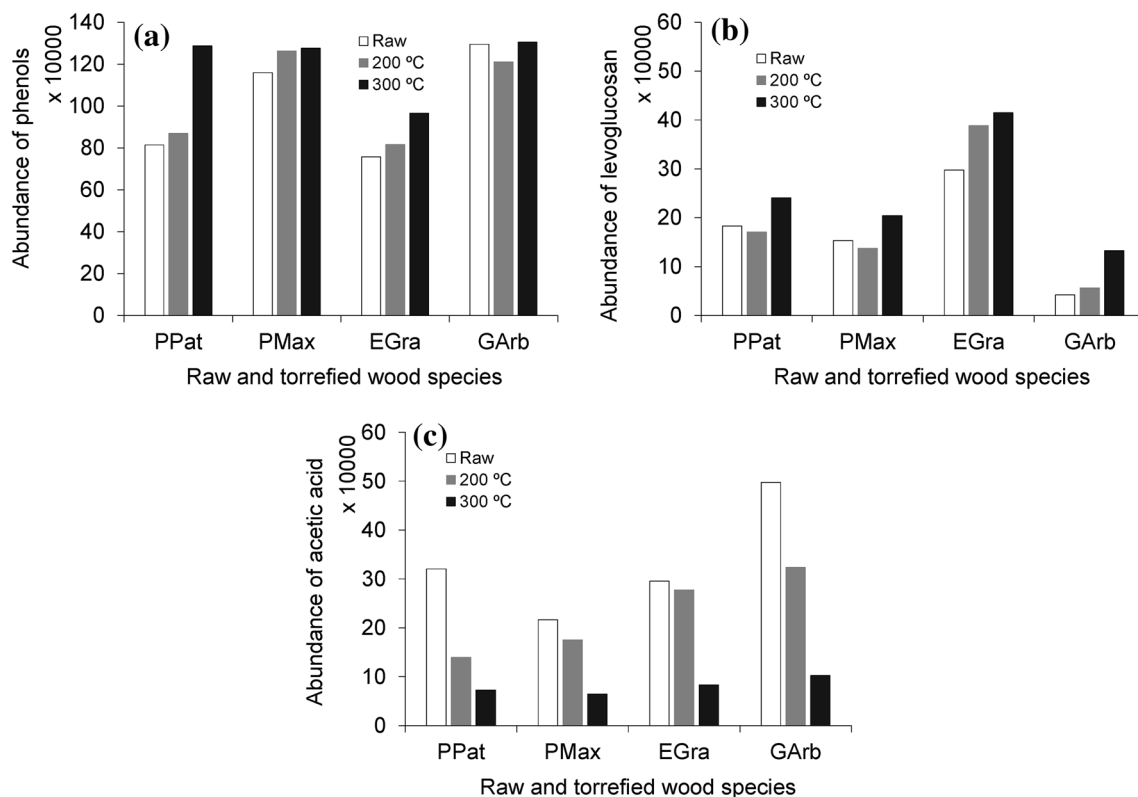 (a)
Abundance of phenols
x 10000
140
120
100
80
60
40
20
0
Raw
200 ºC
300 ºC
PPat PMax EGra GArb
Raw and torrefied wood species
(b)
Abundance of levoglucosan
x 10000
60
50
40
30
20
10
0
Raw
200 ºC
300 ºC
PPat PMax EGra GArb
Raw and torrefied wood species
(c)
Abundance of acetic acid
x 10000
60
50
40
30
20
10
0
Raw
200 ºC
300 ºC
PPat PMax EGra GArb
Raw and torrefied wood species